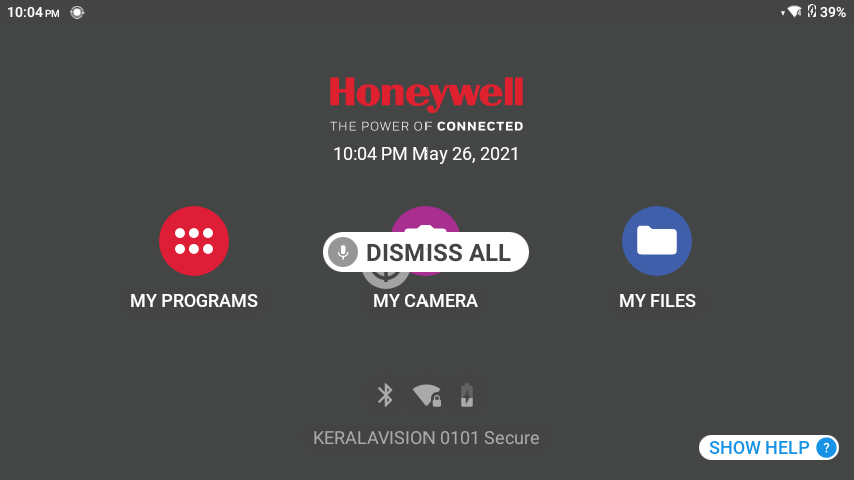 10:04 PM
39%
Honeywell
THE POWER OF CONNECTED
10:04 PM May 26, 2021
DISMISS ALL
MY PROGRAMS
MY CAMERA
MY FILES
KERALAVISION 0101 Secure
SHOW HELP ?